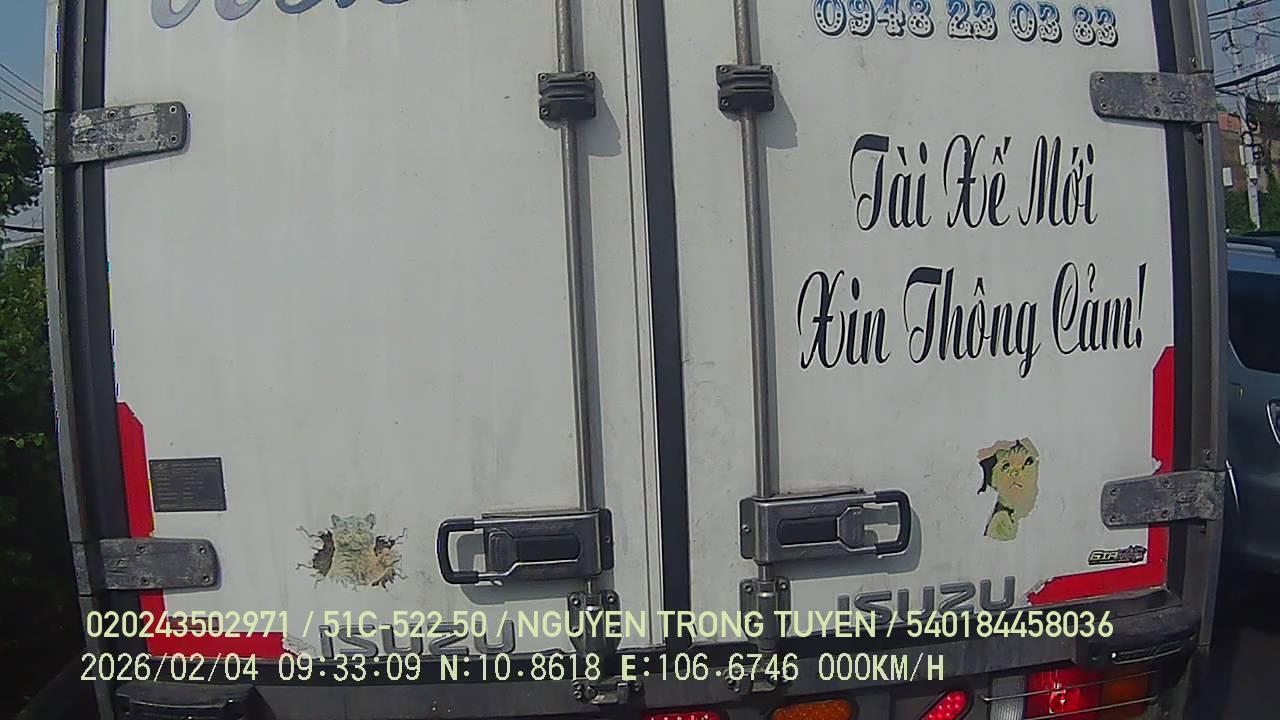 0948 23 03 83
Tài Xế Mới
Xin Thông Cảm!
ISUZU
ISUZU
020243502971 / 51C-522.50 / NGUYEN TRONG TUYEN / 540184458036
2026/02/04 09:33:09 N:10.8618 E:106.6746 000KM/H